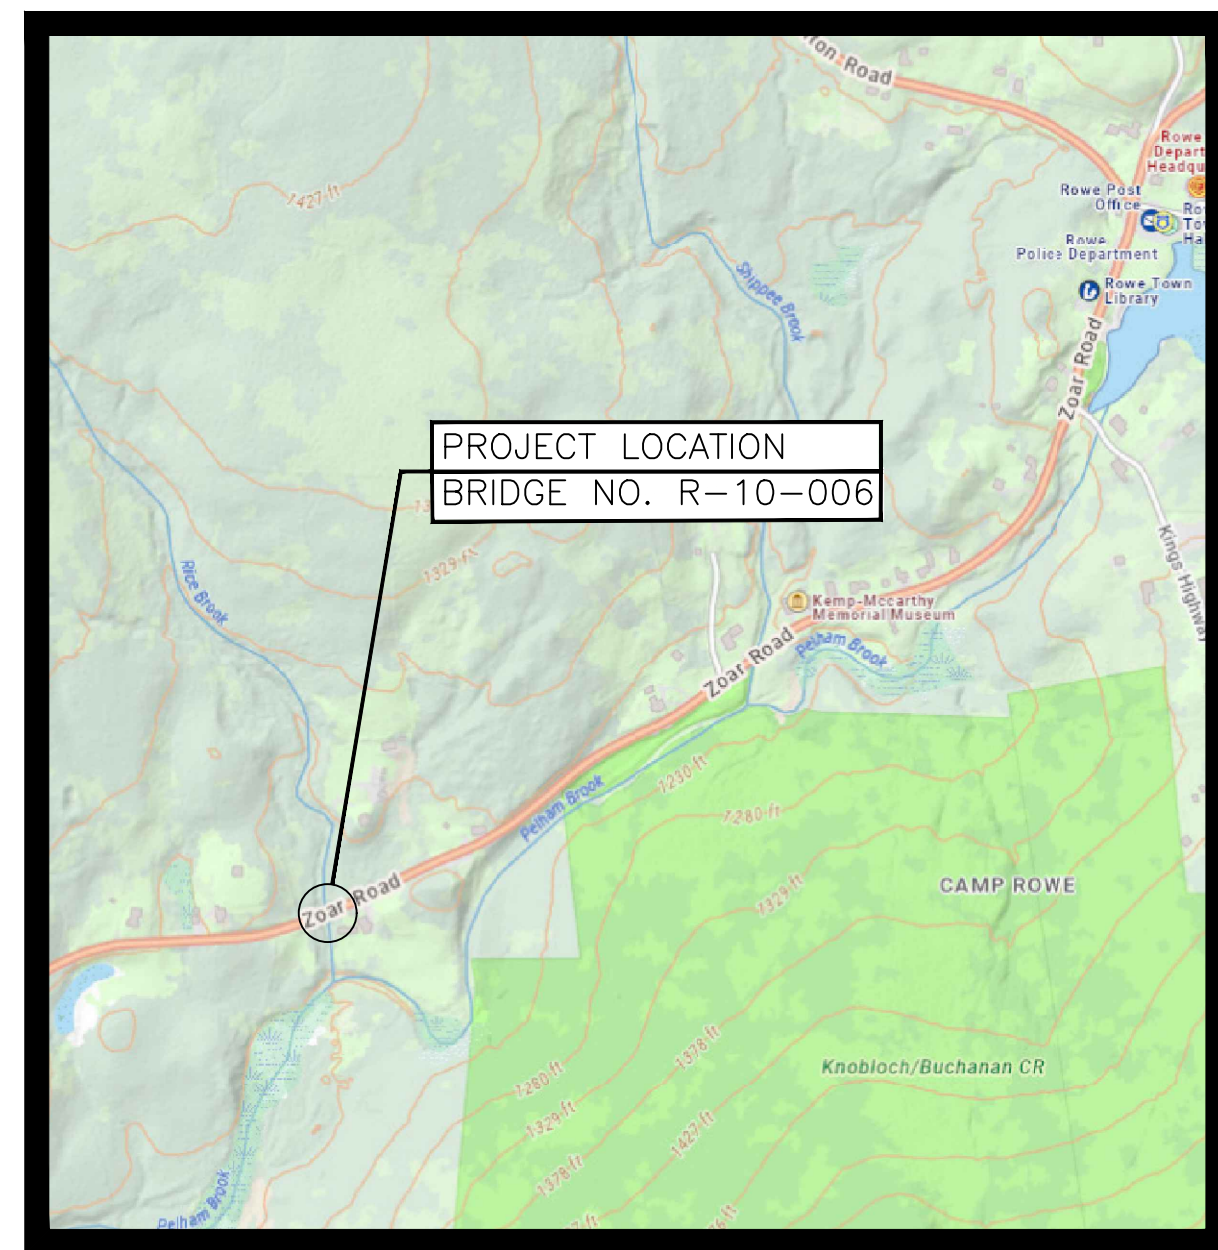 Road
Rowe
Depart
Headqu
1427 ft
Rowe Post
Office
Ro
To
Ha
Rowe
Police Department
Rowe Town
Library
Shippee Brook
Zoar Road
PROJECT LOCATION
BRIDGE NO. R-10-006
1329 ft
Kings Highway
Rice Brook
Kemp-Mccarthy
Memorial Museum
Pelham Brook
Zoar Road
1230 ft
Pelham Brook
1280 ft
CAMP ROWE
1329 ft
Zoar Road
1378 ft
Knobloch/Buchanan CR
1280 ft
1329 ft
1427 ft
1378 ft
Pelham Brook